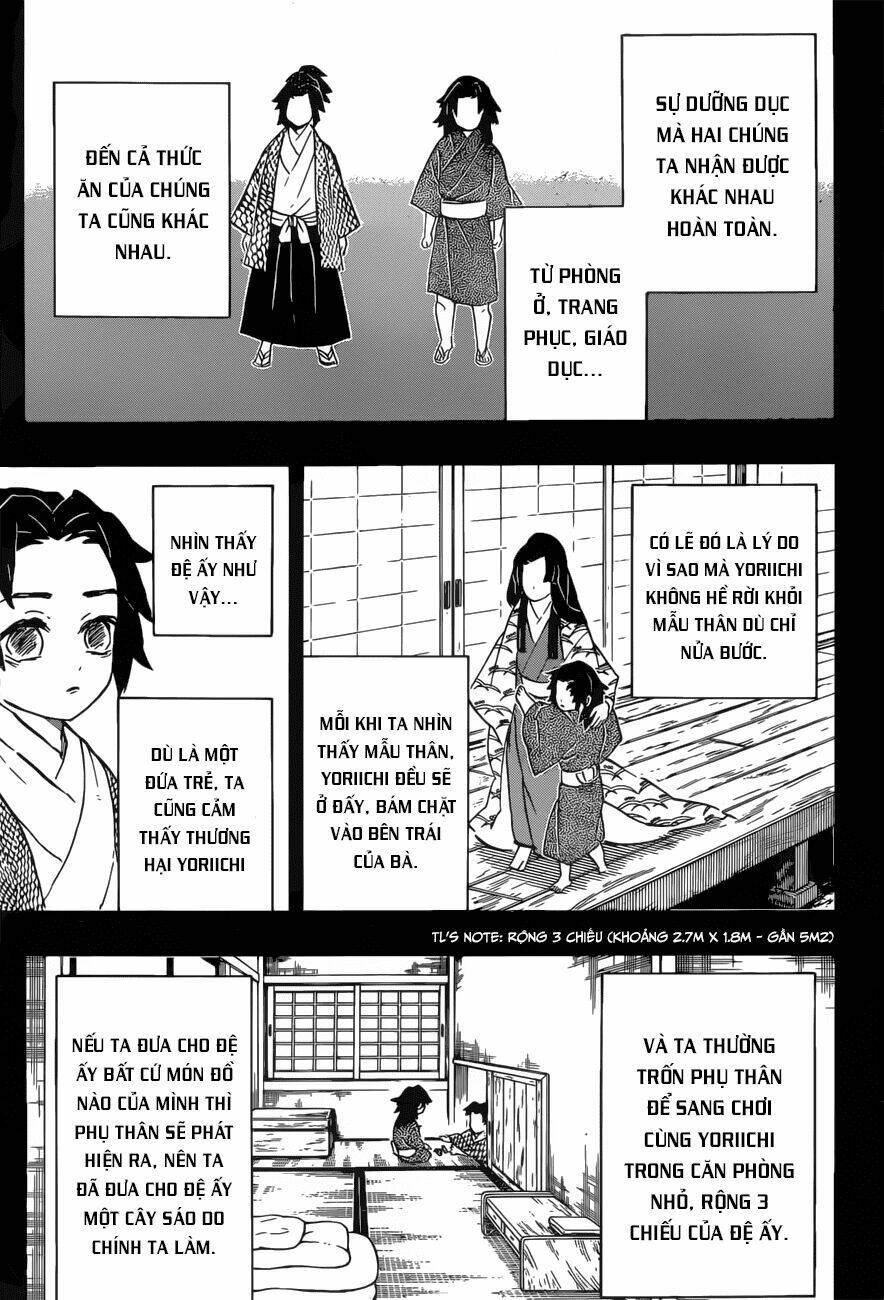 SỰ DƯỠNG DỤC
MÀ HAI CHÚNG
TA NHẬN ĐƯỢC
KHÁC NHAU
HOÀN TOÀN.
TỪ PHÒNG
Ở, TRANG
PHỤC, GIÁO
DỤC...
ĐẾN CẢ THỨC
ĂN CỦA CHÚNG
TA CŨNG KHÁC
NHAU.
CÓ LẼ ĐÓ LÀ LÝ DO
VÌ SAO MÀ YORIICHI
KHÔNG HỀ RỜI KHỎI
MẪU THÂN DÙ CHỈ
NỬA BƯỚC.
MỖI KHI TA NHÌN
THẤY MẪU THÂN,
YORIICHI ĐỀU SẼ
Ở ĐẤY, BÁM CHẶT
VÀO BÊN TRÁI
CỦA BÀ.
NHÌN THẤY
ĐỆ ẤY NHƯ
VẬY...
DÙ LÀ MỘT
ĐỨA TRẺ, TA
CŨNG CẢM
THẤY THƯƠNG
HẠI YORIICHI
TL'S NOTE: RỘNG 3 CHIẾU (KHOẢNG 2.7M X 1.8M - GẦN 5M2)
VÀ TA THƯỜNG
TRỐN PHỤ THÂN
ĐỂ SANG CHƠI
CÙNG YORIICHI
TRONG CĂN PHÒNG
NHỎ, RỘNG 3
CHIẾU CỦA ĐỆ ẤY.
NẾU TA ĐƯA CHO ĐỆ
ẤY BẤT CỨ MÓN ĐỒ
NÀO CỦA MÌNH THÌ
PHỤ THÂN SẼ PHÁT
HIỆN RA, NÊN TA
ĐÃ ĐƯA CHO ĐỆ ẤY
MỘT CÂY SÁO DO
CHÍNH TA LÀM.